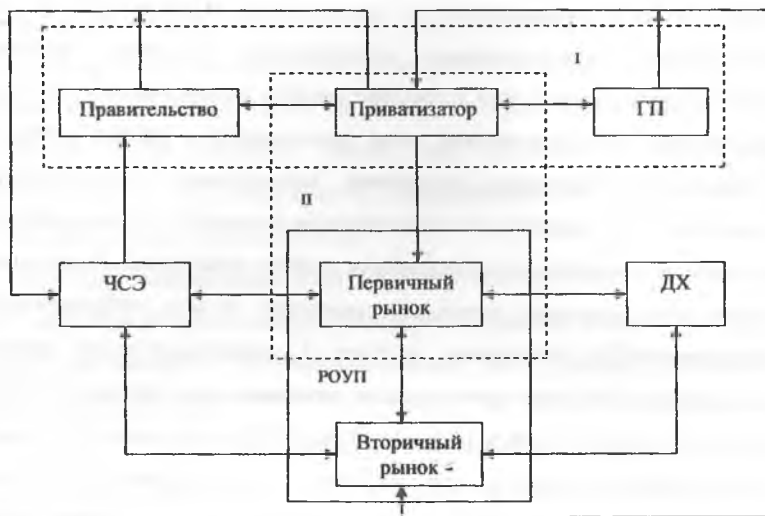 I
Правительство
Приватизатор
ГП
II
ЧСЭ
Первичный
рынок
ДХ
РОУП
Вторичный
рынок